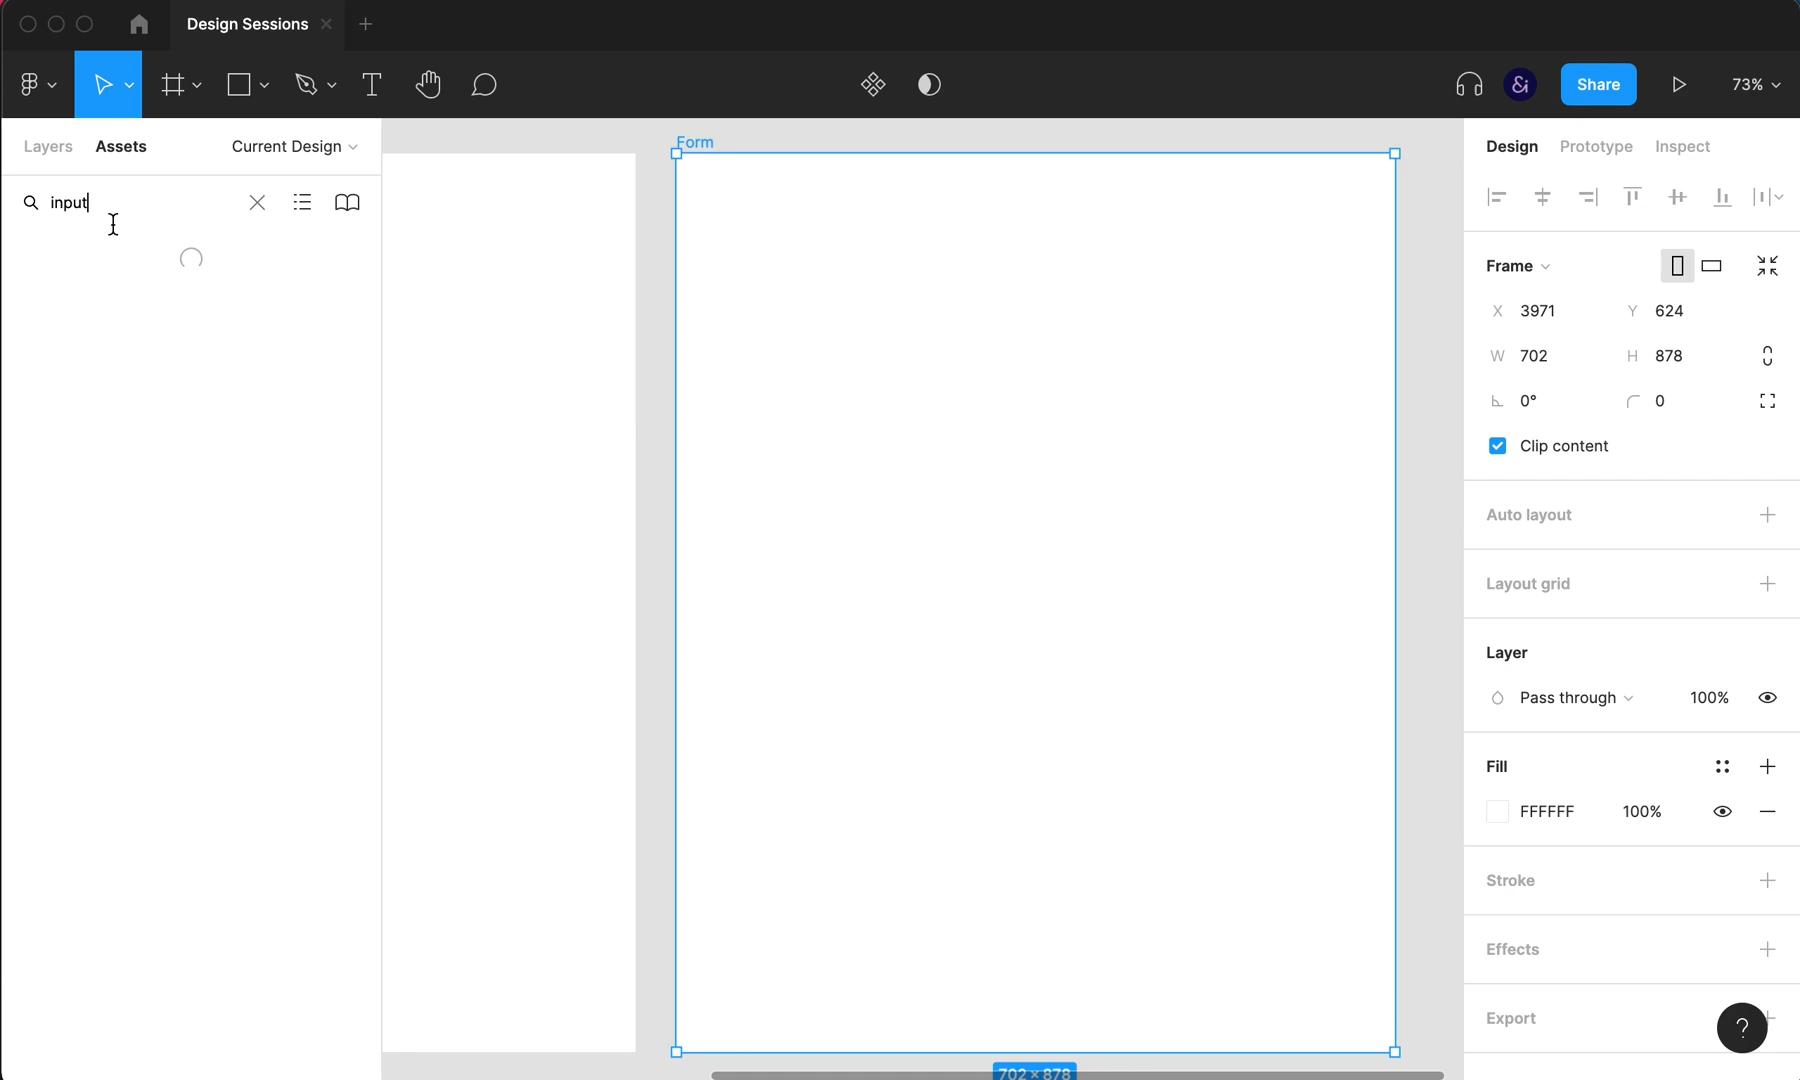 Design Sessions
Share
73%
Layers Assets Current Design
input
Form
702 × 878
Design Prototype Inspect
Frame
X 3971 Y 624
W 702 H 878
0° 0
Clip content
Auto layout
Layout grid
Layer
Pass through 100%
Fill
FFFFFF 100%
Stroke
Effects
Export
?